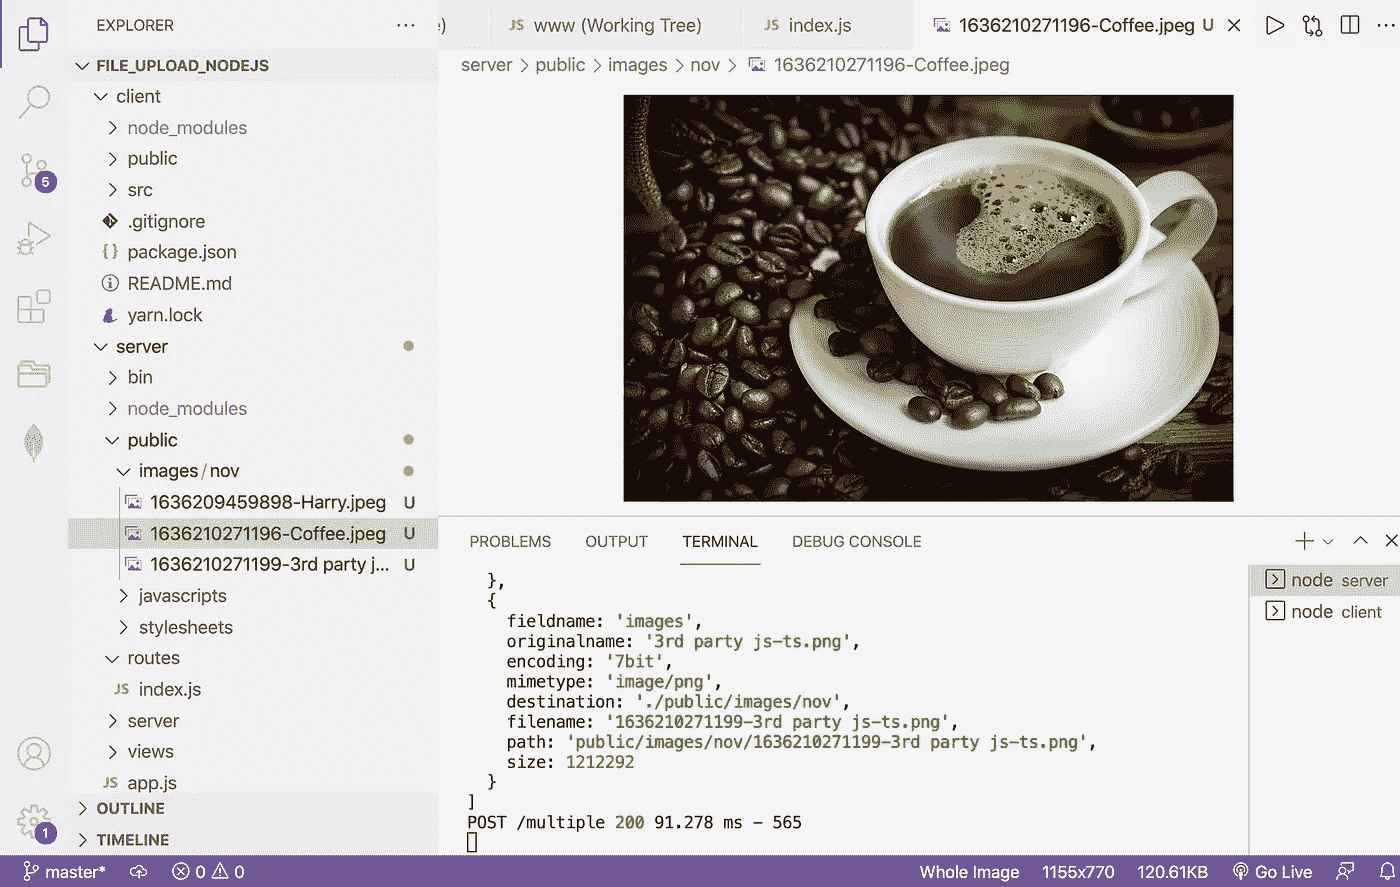 EXPLORER
FILE_UPLOAD_NODEJS
client
node_modules
public
src
.gitignore
package.json
README.md
yarn.lock
server
bin
node_modules
public
images/nov
1636209459898-Harry.jpeg U
1636210271196-Coffee.jpeg U
1636210271199-3rd party j... U
javascripts
stylesheets
routes
JS index.js
server
views
JS app.js
OUTLINE
TIMELINE
5
1
) JS www (Working Tree) JS index.js 1636210271196-Coffee.jpeg U
server > public > images > nov > 1636210271196-Coffee.jpeg
PROBLEMS OUTPUT TERMINAL DEBUG CONSOLE
},
{
fieldname: 'images',
originalname: '3rd party js-ts.png',
encoding: '7bit',
mimetype: 'image/png',
destination: './public/images/nov',
filename: '1636210271199-3rd party js-ts.png',
path: 'public/images/nov/1636210271199-3rd party js-ts.png',
size: 1212292
}
]
POST /multiple 200 91.278 ms - 565
node server
node client
master* 0 0 Whole Image 1155x770 120.61KB Go Live